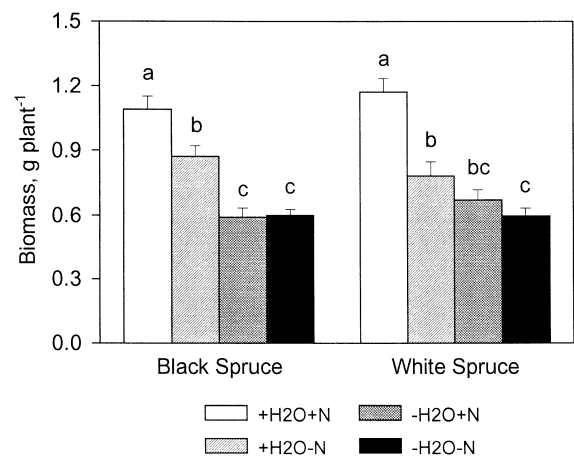 1.5
1.2
0.9
0.6
0.3
0.0
Biomass, g plant⁻¹
a
b
c
c
a
b
bc
c
Black Spruce
White Spruce
+H2O+N
-H2O+N
+H2O-N
-H2O-N